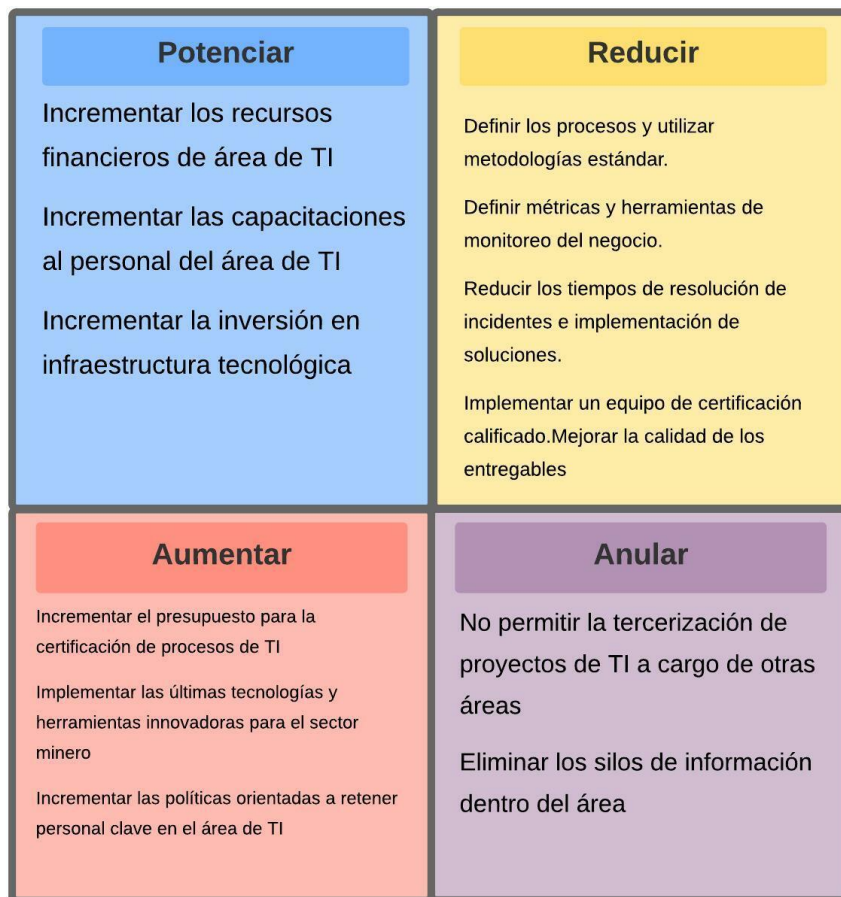 Potenciar
Incrementar los recursos
financieros de área de TI
Incrementar las capacitaciones
al personal del área de TI
Incrementar la inversión en
infraestructura tecnológica
Reducir
Definir los procesos y utilizar
metodologías estándar.
Definir métricas y herramientas de
monitoreo del negocio.
Reducir los tiempos de resolución de
incidentes e implementación de
soluciones.
Implementar un equipo de certificación
calificado.Mejorar la calidad de los
entregables
Aumentar
Incrementar el presupuesto para la
certificación de procesos de TI
Implementar las últimas tecnologías y
herramientas innovadoras para el sector
minero
Incrementar las políticas orientadas a retener
personal clave en el área de TI
Anular
No permitir la tercerización de
proyectos de TI a cargo de otras
áreas
Eliminar los silos de información
dentro del área